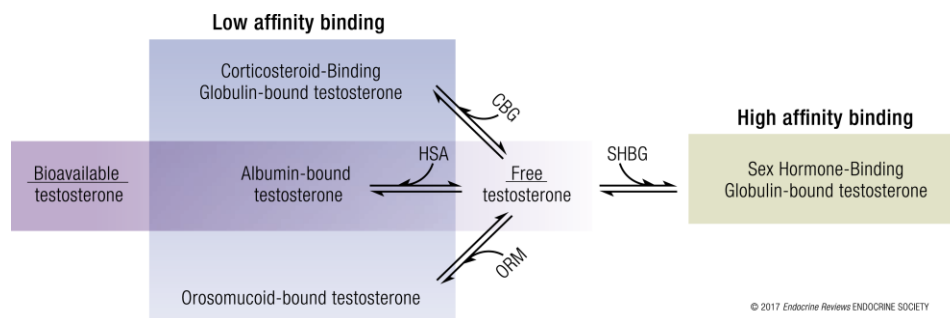 Low affinity binding
Corticosteroid-Binding
Globulin-bound testosterone
CBG
High affinity binding
Bioavailable
testosterone
Albumin-bound
testosterone
HSA
Free
testosterone
SHBG
Sex Hormone-Binding
Globulin-bound testosterone
ORM
Orosomucoid-bound testosterone
© 2017 Endocrine Reviews ENDOCRINE SOCIETY